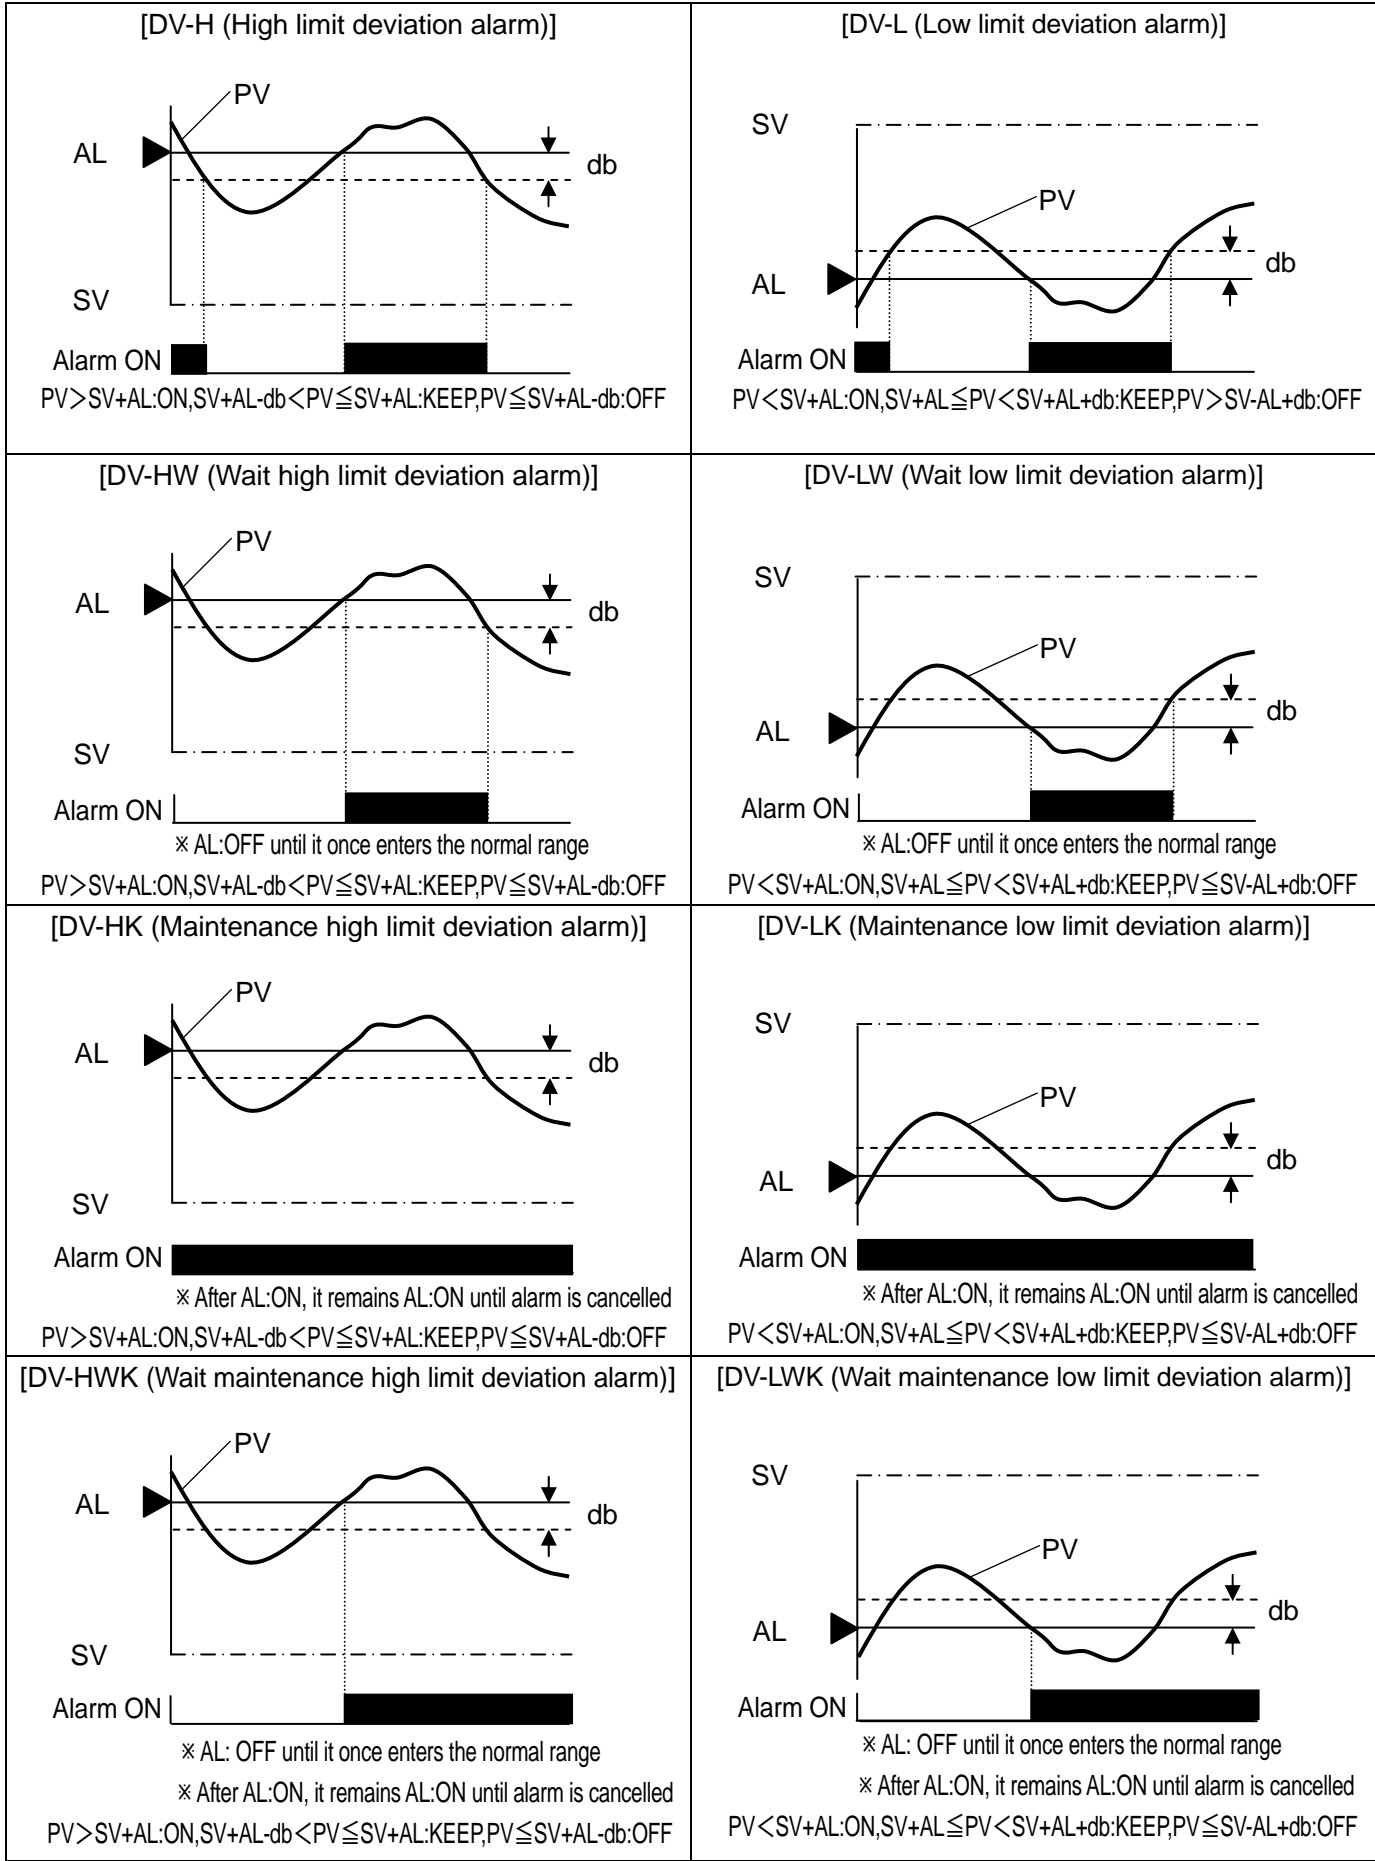 [DV-H (High limit deviation alarm)]
PV
AL
db
SV
Alarm ON
PV＞SV+AL:ON,SV+AL-db＜PV≦SV+AL:KEEP,PV≦SV+AL-db:OFF
[DV-L (Low limit deviation alarm)]
SV
PV
db
AL
Alarm ON
PV＜SV+AL:ON,SV+AL≦PV＜SV+AL+db:KEEP,PV＞SV-AL+db:OFF
[DV-HW (Wait high limit deviation alarm)]
PV
AL
db
SV
Alarm ON
※ AL:OFF until it once enters the normal range
PV＞SV+AL:ON,SV+AL-db＜PV≦SV+AL:KEEP,PV≦SV+AL-db:OFF
[DV-LW (Wait low limit deviation alarm)]
SV
PV
db
AL
Alarm ON
※ AL:OFF until it once enters the normal range
PV＜SV+AL:ON,SV+AL≦PV＜SV+AL+db:KEEP,PV≦SV-AL+db:OFF
[DV-HK (Maintenance high limit deviation alarm)]
PV
AL
db
SV
Alarm ON
※ After AL:ON, it remains AL:ON until alarm is cancelled
PV＞SV+AL:ON,SV+AL-db＜PV≦SV+AL:KEEP,PV≦SV+AL-db:OFF
[DV-LK (Maintenance low limit deviation alarm)]
SV
PV
db
AL
Alarm ON
※ After AL:ON, it remains AL:ON until alarm is cancelled
PV＜SV+AL:ON,SV+AL≦PV＜SV+AL+db:KEEP,PV≦SV-AL+db:OFF
[DV-HWK (Wait maintenance high limit deviation alarm)]
PV
AL
db
SV
Alarm ON
※ AL: OFF until it once enters the normal range
※ After AL:ON, it remains AL:ON until alarm is cancelled
PV＞SV+AL:ON,SV+AL-db＜PV≦SV+AL:KEEP,PV≦SV+AL-db:OFF
[DV-LWK (Wait maintenance low limit deviation alarm)]
SV
PV
db
AL
Alarm ON
※ AL: OFF until it once enters the normal range
※ After AL:ON, it remains AL:ON until alarm is cancelled
PV＜SV+AL:ON,SV+AL≦PV＜SV+AL+db:KEEP,PV≦SV-AL+db:OFF